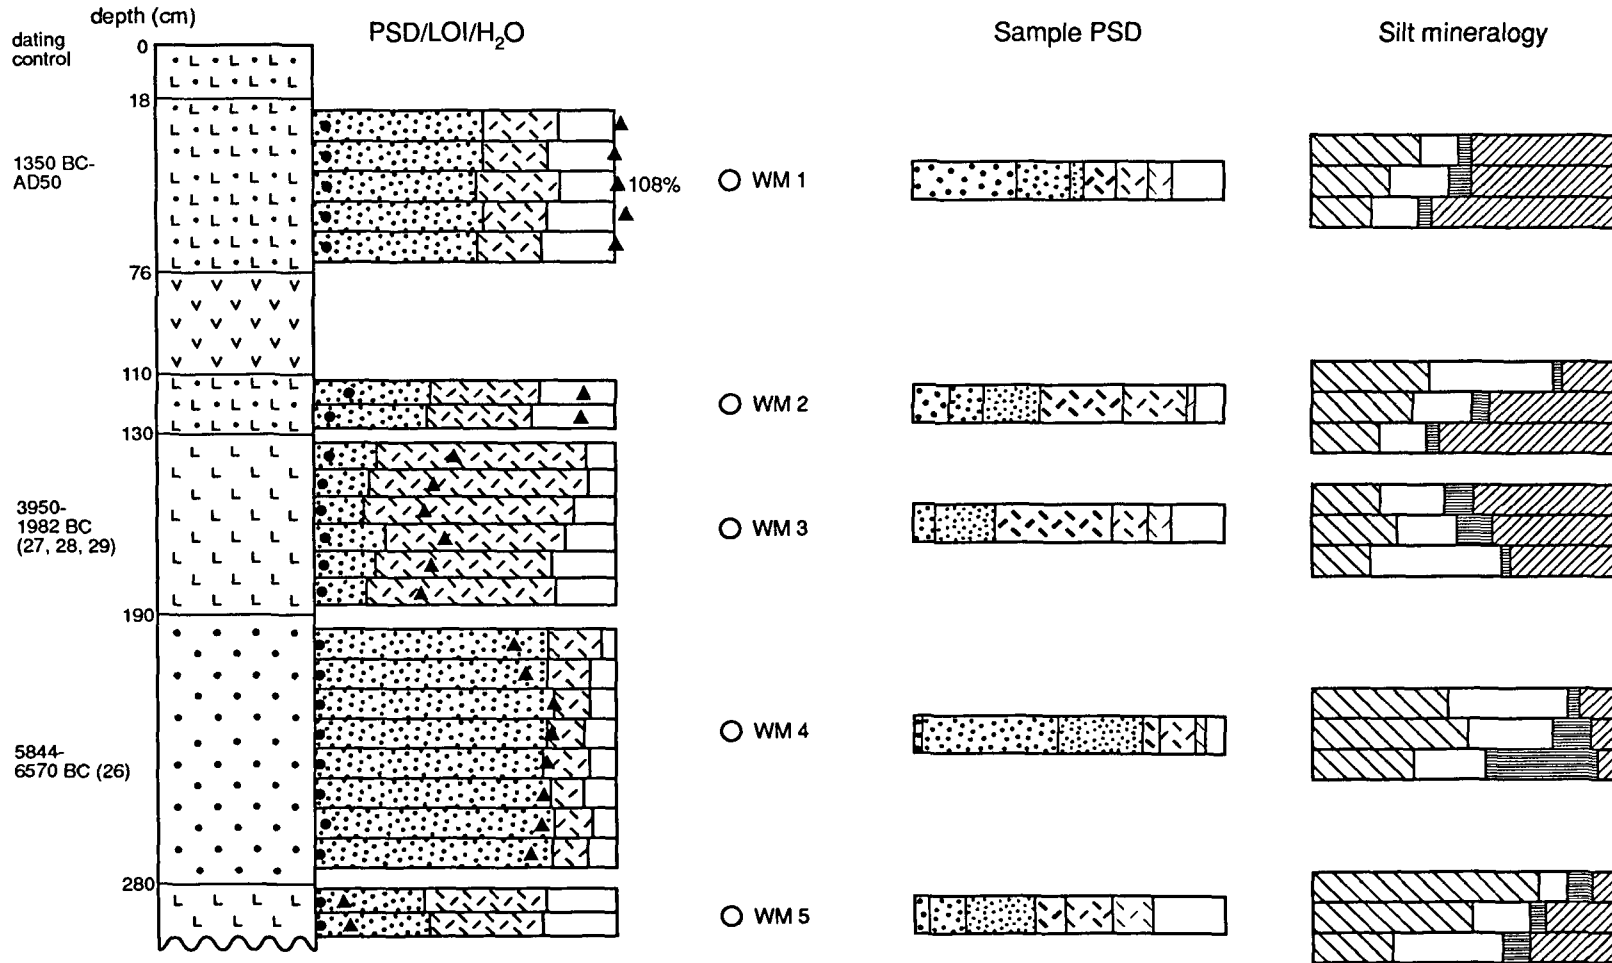 depth (cm)
dating
control
PSD/LOI/H₂O
Sample PSD
Silt mineralogy
0
18
1350 BC-
AD50
108%
WM 1
76
110
WM 2
130
3950-
1982 BC
(27, 28, 29)
WM 3
190
5844-
6570 BC (26)
WM 4
280
WM 5